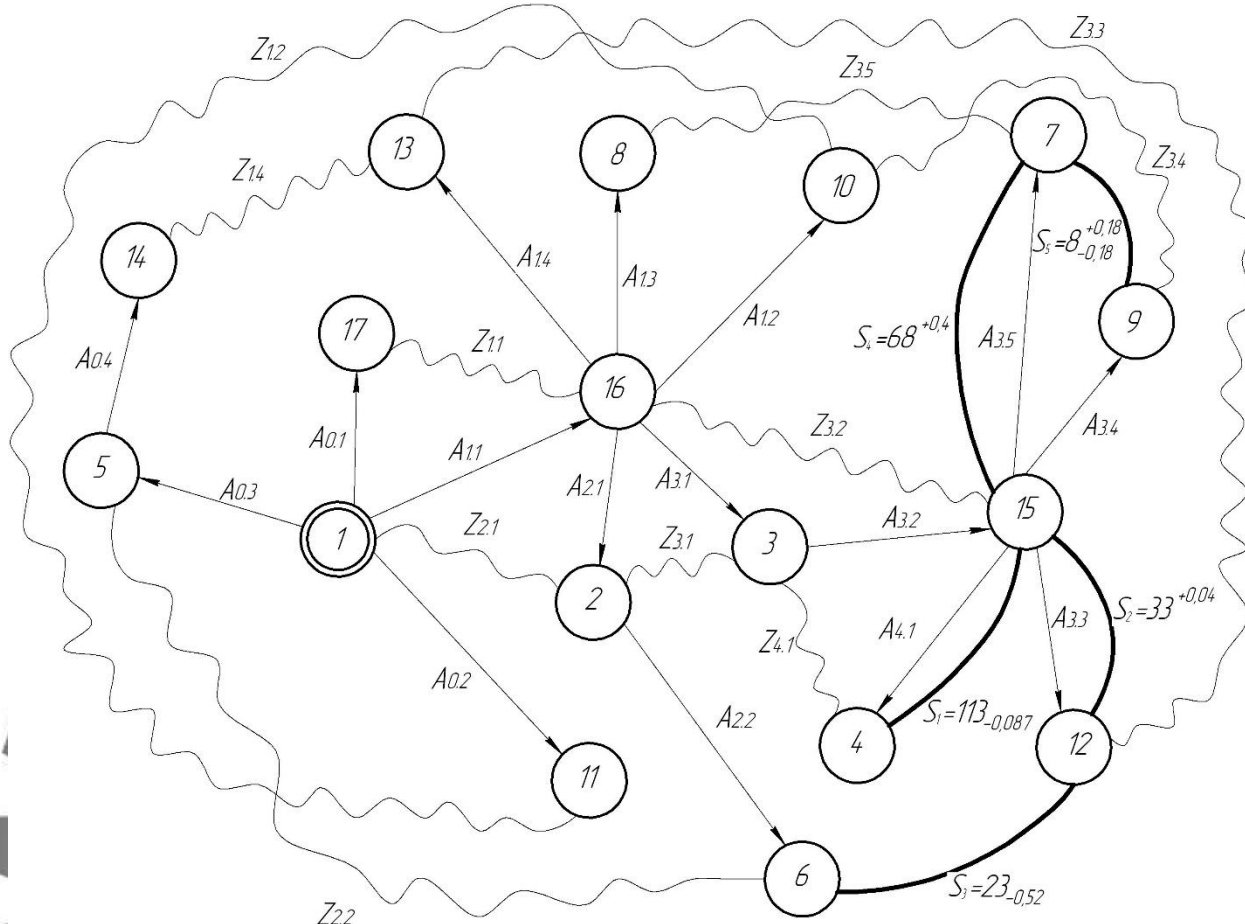 Z1.2
Z3.3
Z3.5
7
13
8
10
Z1.4
Z3.4
14
A1.4
A1.3
S₅=8 +0,18 -0,18
A1.2
17
Z1.1
9
A0.4
S₄=68 +0,4
A3.5
16
A3.4
A0.1
A1.1
Z3.2
5
A0.3
A2.1
A3.1
15
1
Z2.1
Z3.1
3
A3.2
2
S₂=33 +0,04
A4.1
A3.3
Z4.1
A0.2
A2.2
S₁=113 -0,087
4
12
11
6
S₃=23 -0,52
Z2.2